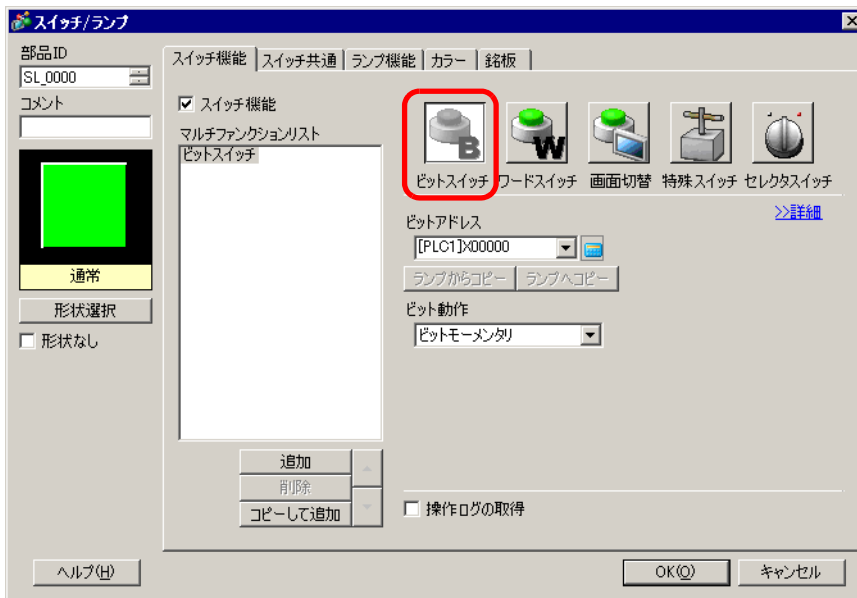 スイッチ/ランプ
部品ID
SL_0000
コメント
通常
形状選択
形状なし
スイッチ機能
スイッチ共通
ランプ機能
カラー
銘板
スイッチ機能
マルチファンクションリスト
ビットスイッチ
追加
削除
コピーして追加
B
W
ビットスイッチ
ワードスイッチ
画面切替
特殊スイッチ
セレクタスイッチ
>>詳細
ビットアドレス
[PLC1]X00000
ランプからコピー
ランプへコピー
ビット動作
ビットモーメンタリ
操作ログの取得
ヘルプ(H)
OK(O)
キャンセル